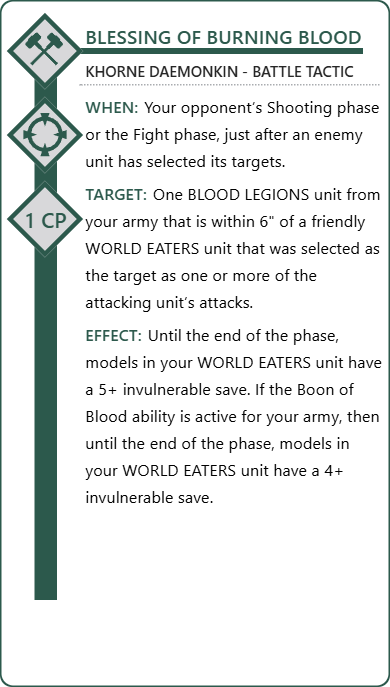 BLESSING OF BURNING BLOOD
KHORNE DAEMONKIN - BATTLE TACTIC
WHEN: Your opponent's Shooting phase
or the Fight phase, just after an enemy
unit has selected its targets.
1 CP
TARGET: One BLOOD LEGIONS unit from
your army that is within 6" of a friendly
WORLD EATERS unit that was selected as
the target as one or more of the
attacking unit's attacks.
EFFECT: Until the end of the phase,
models in your WORLD EATERS unit have
a 5+ invulnerable save. If the Boon of
Blood ability is active for your army, then
until the end of the phase, models in
your WORLD EATERS unit have a 4+
invulnerable save.